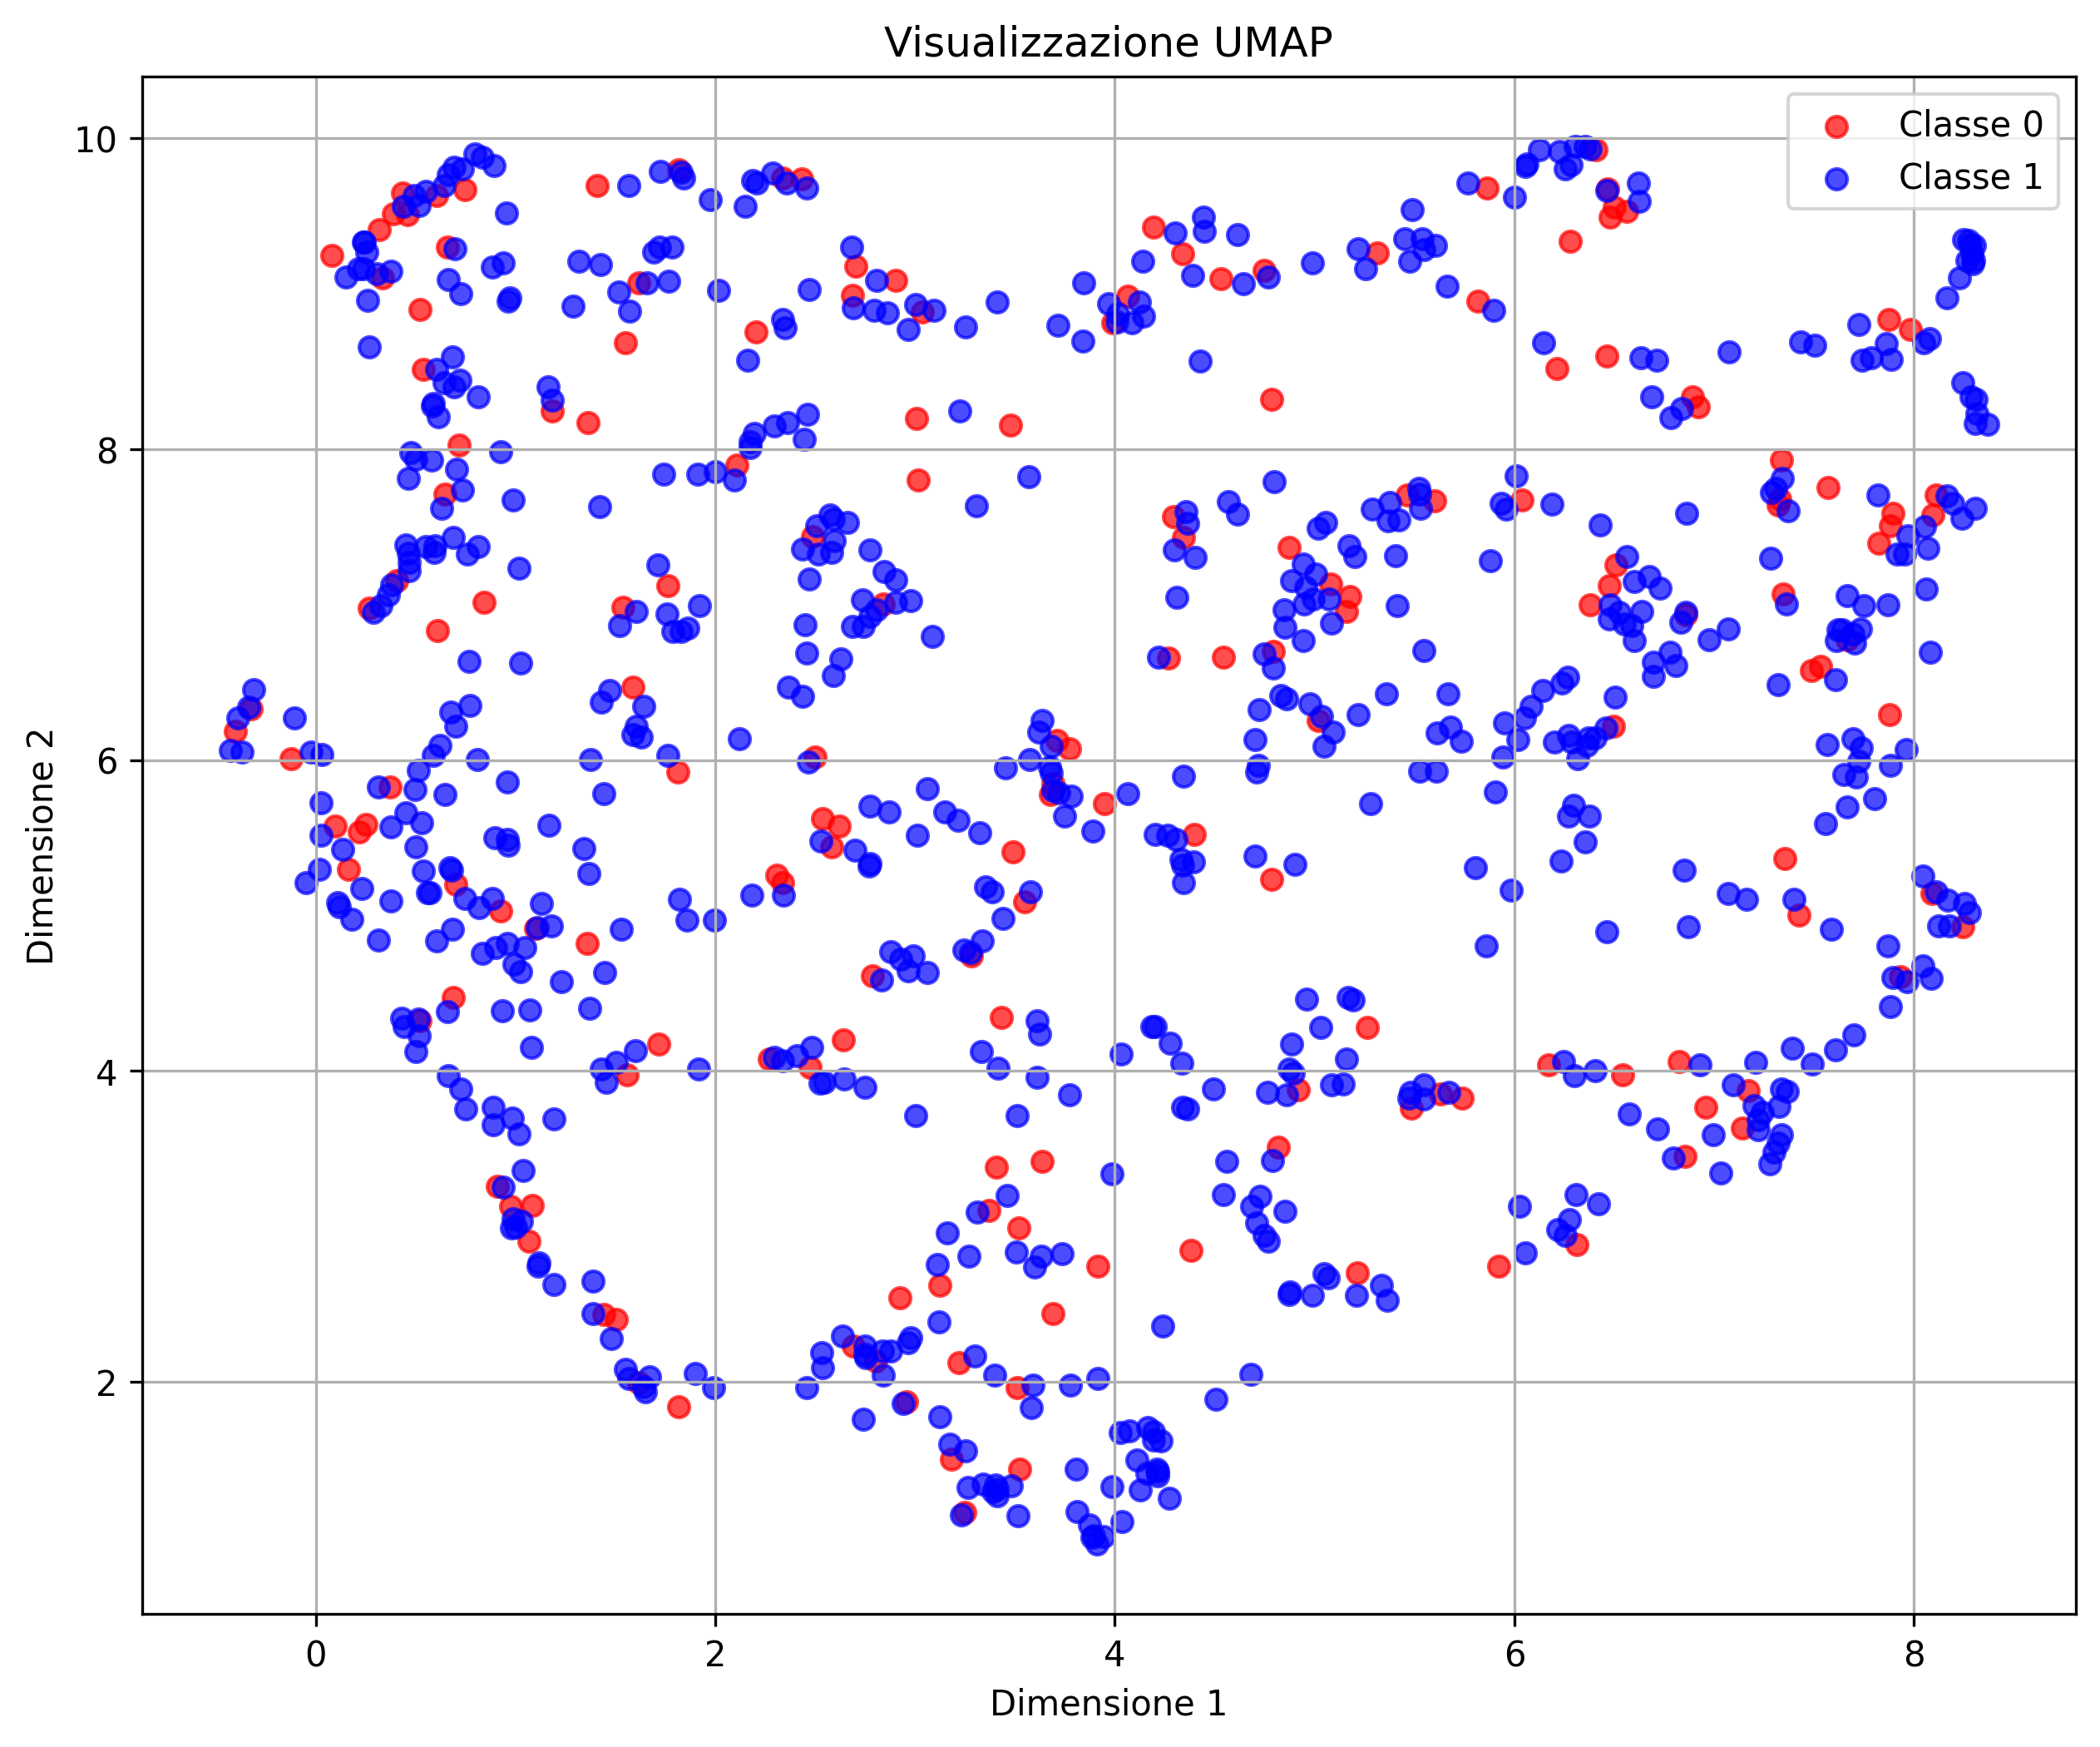 Visualizzazione UMAP
Classe 0
Classe 1
Dimensione 2
10
8
6
4
2
0 2 4 6 8
Dimensione 1